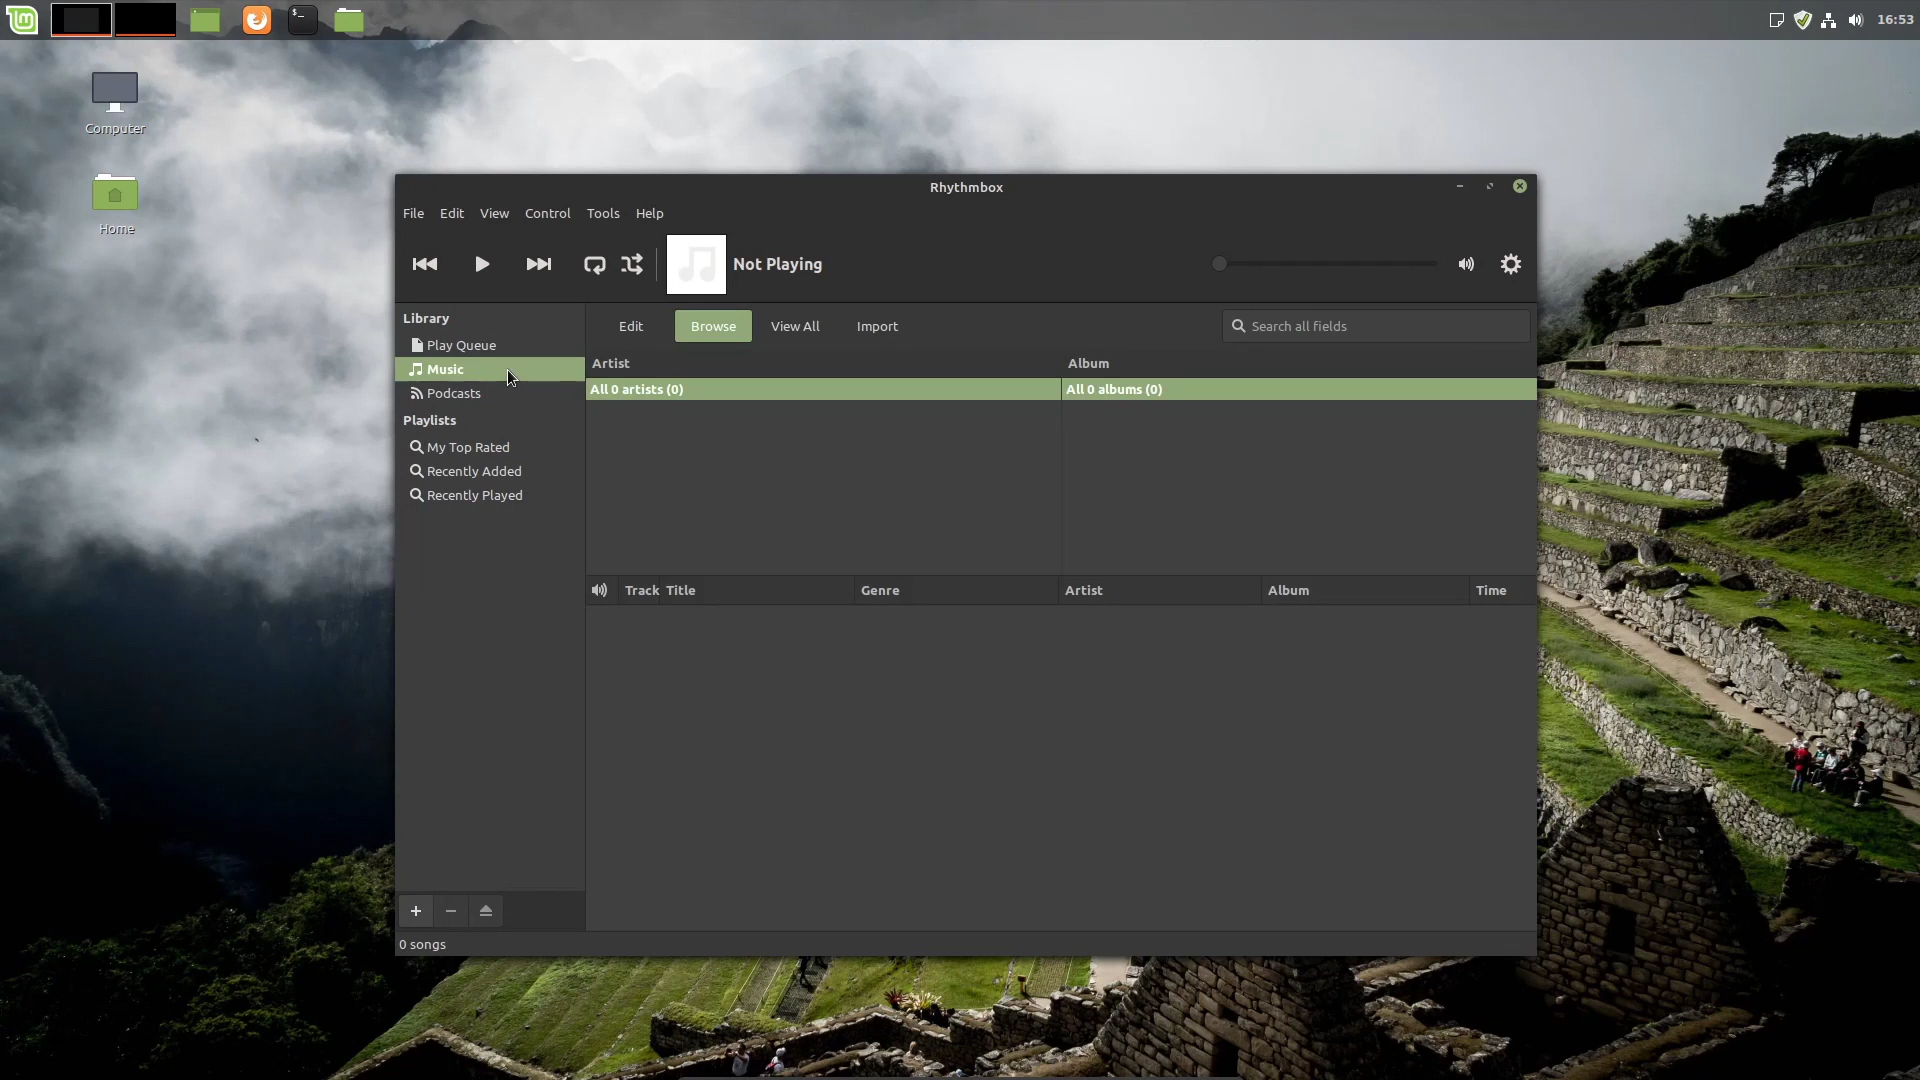 16:53
Computer
Home
Rhythmbox
File Edit View Control Tools Help
Not Playing
Library
Play Queue
Music
Podcasts
Playlists
My Top Rated
Recently Added
Recently Played
Edit Browse View All Import Search all fields
Artist Album
All 0 artists (0) All 0 albums (0)
Track Title Genre Artist Album Time
0 songs